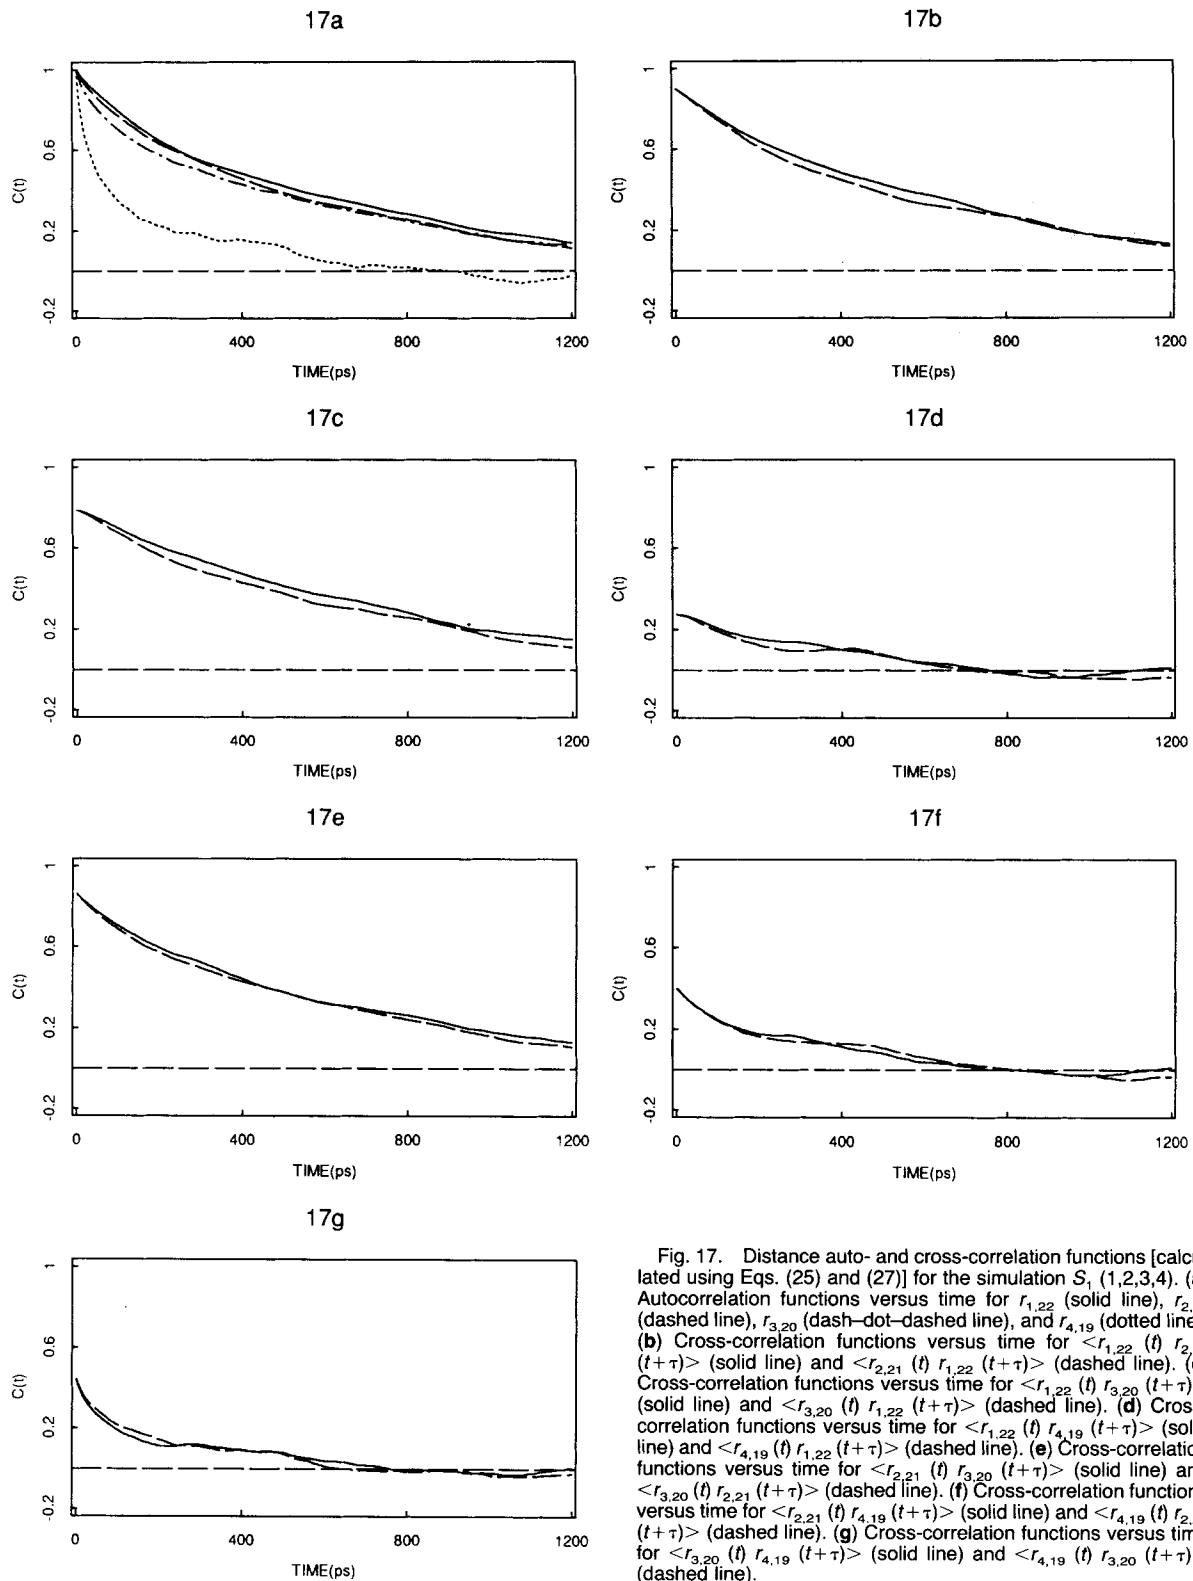 17a
1
0.6
0.2
-0.2
C(t)
0
400
800
1200
TIME(ps)
17b
1
0.6
0.2
-0.2
C(t)
0
400
800
1200
TIME(ps)
17c
1
0.6
0.2
-0.2
C(t)
0
400
800
1200
TIME(ps)
17d
1
0.6
0.2
-0.2
C(t)
0
400
800
1200
TIME(ps)
17e
1
0.6
0.2
-0.2
C(t)
0
400
800
1200
TIME(ps)
17f
1
0.6
0.2
-0.2
C(t)
0
400
800
1200
TIME(ps)
17g
1
0.6
0.2
-0.2
C(t)
0
400
800
1200
TIME(ps)
Fig. 17. Distance auto- and cross-correlation functions [calcu
lated using Eqs. (25) and (27)] for the simulation S₁ (1,2,3,4). (a
Autocorrelation functions versus time for r₁,₂₂ (solid line), r₂,
(dashed line), r₃,₂₀ (dash–dot–dashed line), and r₄,₁₉ (dotted line
(b) Cross-correlation functions versus time for <r₁,₂₂ (t) r₂,
(t+τ)> (solid line) and <r₂,₂₁ (t) r₁,₂₂ (t+τ)> (dashed line). (
Cross-correlation functions versus time for <r₁,₂₂ (t) r₃,₂₀ (t+τ)
(solid line) and <r₃,₂₀ (t) r₁,₂₂ (t+τ)> (dashed line). (d) Cross
correlation functions versus time for <r₁,₂₂ (t) r₄,₁₉ (t+τ)> (sol
line) and <r₄,₁₉ (t) r₁,₂₂ (t+τ)> (dashed line). (e) Cross-correlatio
functions versus time for <r₂,₂₁ (t) r₃,₂₀ (t+τ)> (solid line) an
<r₃,₂₀ (t) r₂,₂₁ (t+τ)> (dashed line). (f) Cross-correlation function
versus time for <r₂,₂₁ (t) r₄,₁₉ (t+τ)> (solid line) and <r₄,₁₉ (t) r₂,
(t+τ)> (dashed line). (g) Cross-correlation functions versus tim
for <r₃,₂₀ (t) r₄,₁₉ (t+τ)> (solid line) and <r₄,₁₉ (t) r₃,₂₀ (t+τ)
(dashed line).